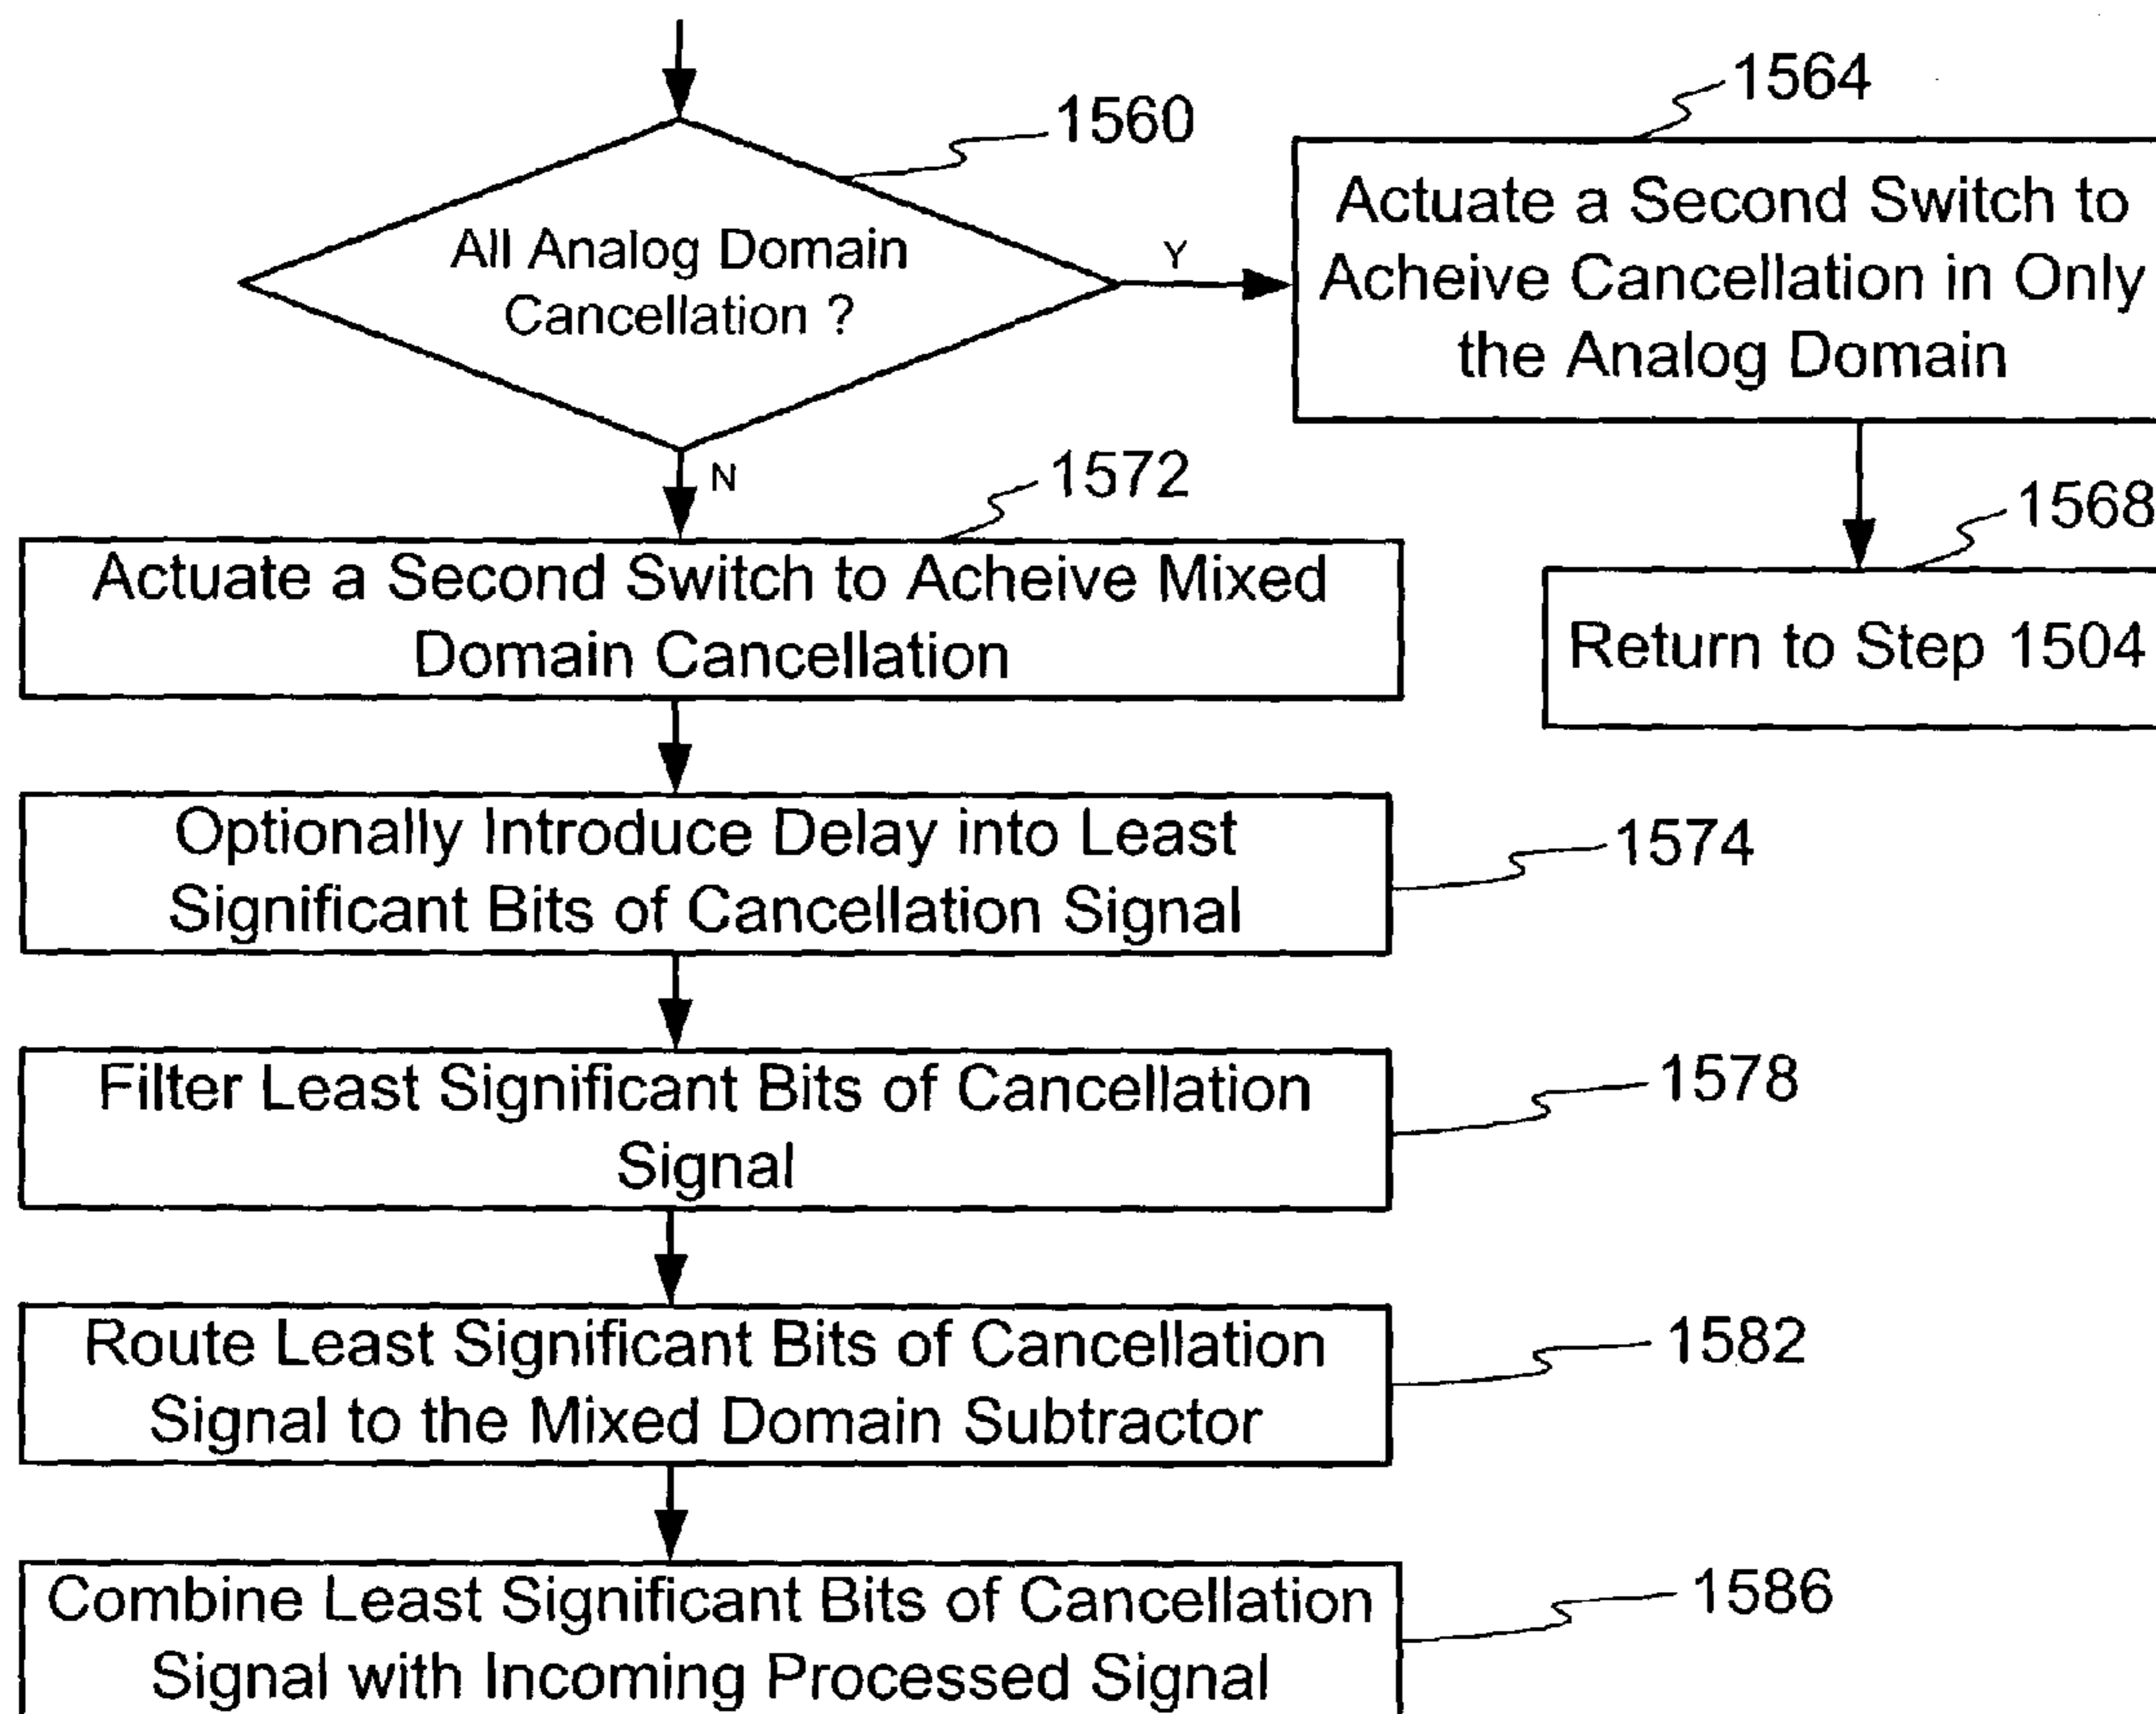 1560
All Analog Domain
Cancellation ?
Y
1564
Actuate a Second Switch to
Acheive Cancellation in Only
the Analog Domain
1568
Return to Step 1504
N
1572
Actuate a Second Switch to Acheive Mixed
Domain Cancellation
Optionally Introduce Delay into Least
Significant Bits of Cancellation Signal
1574
Filter Least Significant Bits of Cancellation
Signal
1578
Route Least Significant Bits of Cancellation
Signal to the Mixed Domain Subtractor
1582
Combine Least Significant Bits of Cancellation
Signal with Incoming Processed Signal
1586